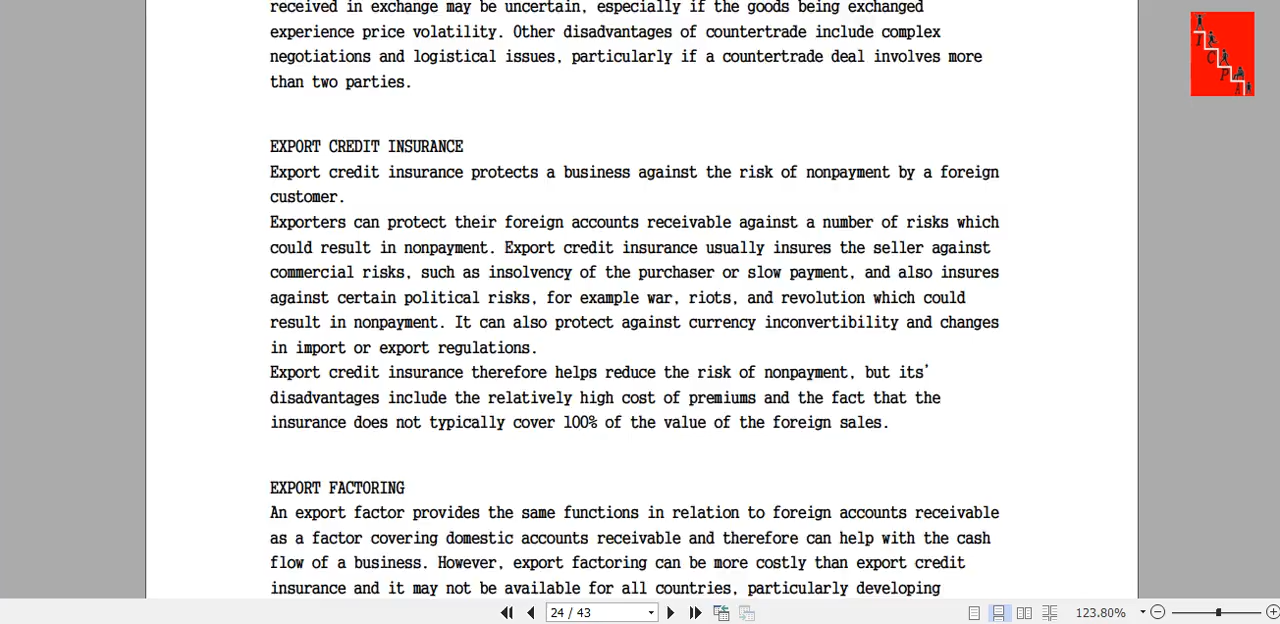 received in exchange may be uncertain, especially if the goods being exchanged
experience price volatility. Other disadvantages of countertrade include complex
negotiations and logistical issues, particularly if a countertrade deal involves more
than two parties.
EXPORT CREDIT INSURANCE
Export credit insurance protects a business against the risk of nonpayment by a foreign
customer.
Exporters can protect their foreign accounts receivable against a number of risks which
could result in nonpayment. Export credit insurance usually insures the seller against
commercial risks, such as insolvency of the purchaser or slow payment, and also insures
against certain political risks, for example war, riots, and revolution which could
result in nonpayment. It can also protect against currency inconvertibility and changes
in import or export regulations.
Export credit insurance therefore helps reduce the risk of nonpayment, but its’
disadvantages include the relatively high cost of premiums and the fact that the
insurance does not typically cover 100% of the value of the foreign sales.
EXPORT FACTORING
An export factor provides the same functions in relation to foreign accounts receivable
as a factor covering domestic accounts receivable and therefore can help with the cash
flow of a business. However, export factoring can be more costly than export credit
insurance and it may not be available for all countries, particularly developing
I
C
P
A
24 / 43
123.80%